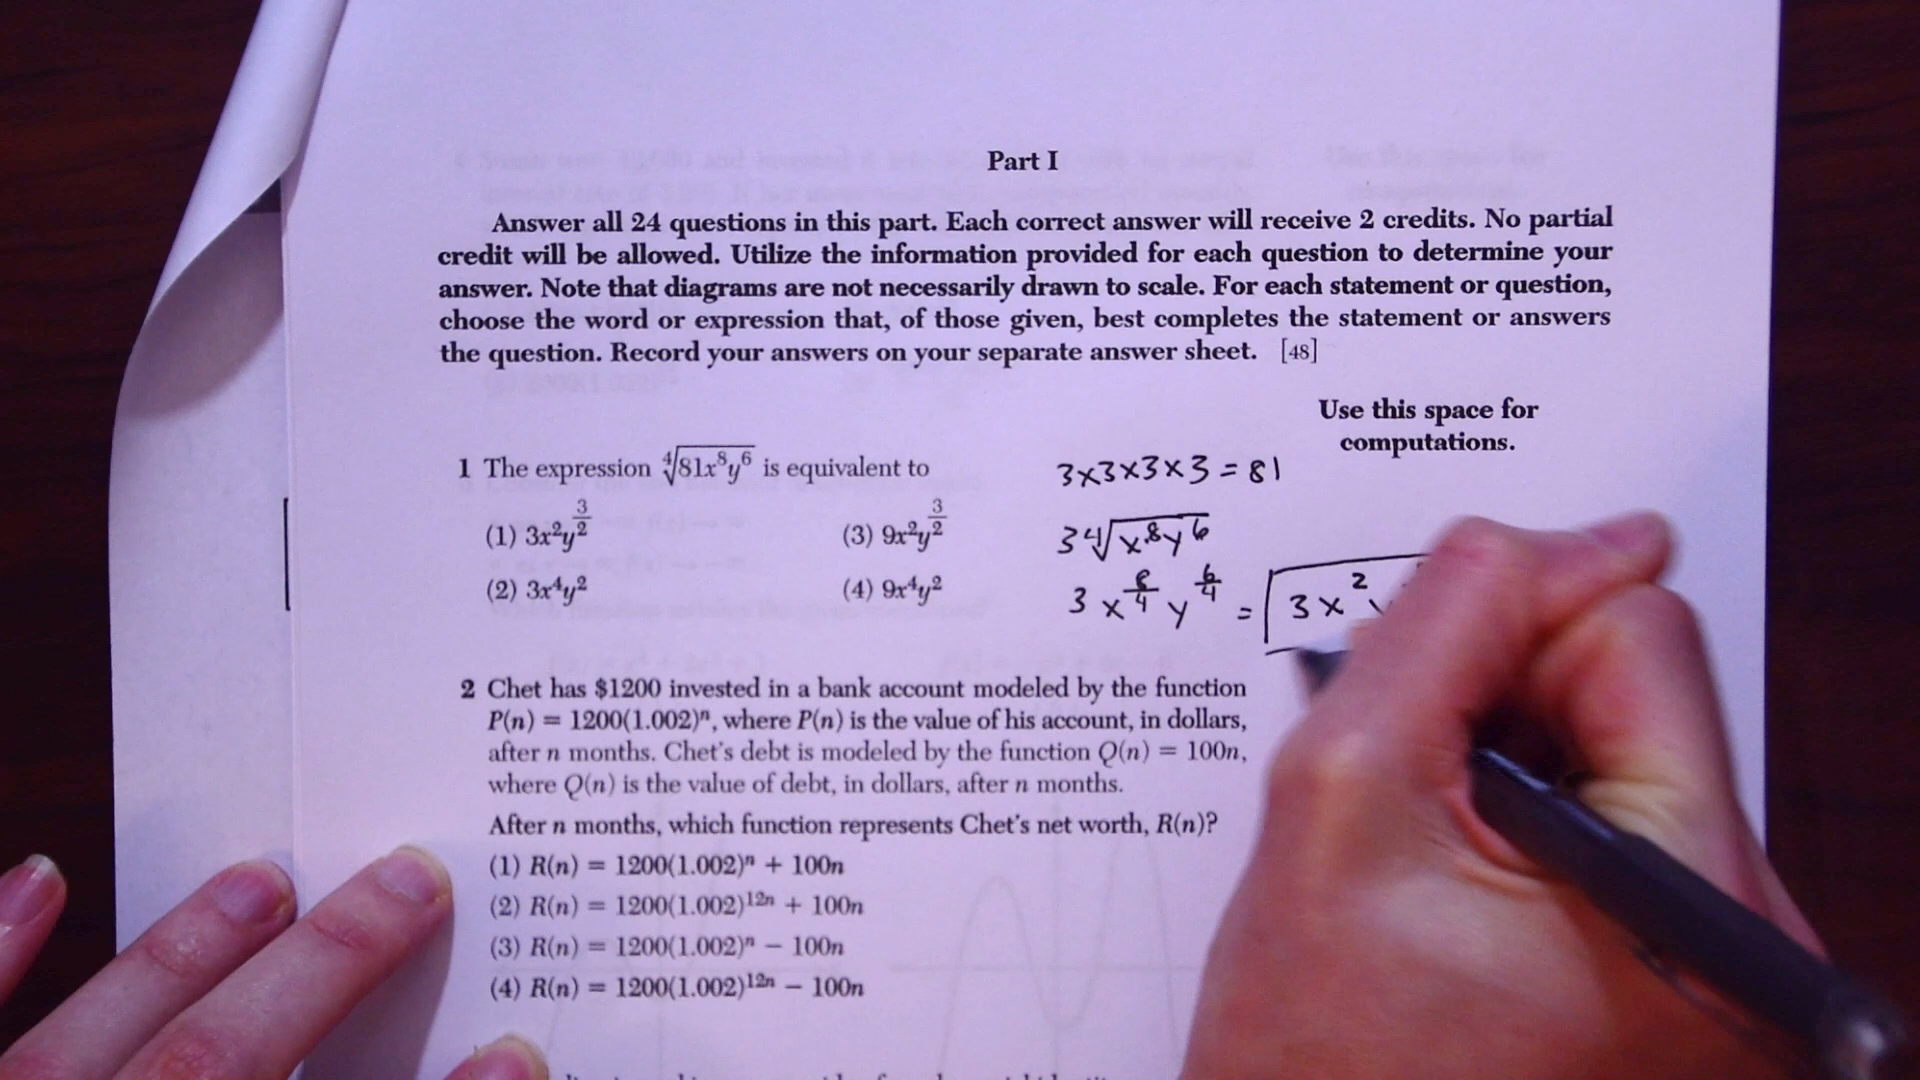 Part I
Answer all 24 questions in this part. Each correct answer will receive 2 credits. No partial
credit will be allowed. Utilize the information provided for each question to determine your
answer. Note that diagrams are not necessarily drawn to scale. For each statement or question,
choose the word or expression that, of those given, best completes the statement or answers
the question. Record your answers on your separate answer sheet. [48]
Use this space for
computations.
1 The expression ∜(81x⁸y⁶) is equivalent to
(1) 3x²y^(3/2)
(3) 9x²y^(3/2)
(2) 3x⁴y²
(4) 9x⁴y²
3x3x3x3 = 81
3∜(x⁸y⁶)
3 x^(8/4) y^(6/4) = 3x²
2 Chet has $1200 invested in a bank account modeled by the function
P(n) = 1200(1.002)ⁿ, where P(n) is the value of his account, in dollars,
after n months. Chet's debt is modeled by the function Q(n) = 100n,
where Q(n) is the value of debt, in dollars, after n months.
After n months, which function represents Chet's net worth, R(n)?
(1) R(n) = 1200(1.002)ⁿ + 100n
(2) R(n) = 1200(1.002)¹²ⁿ + 100n
(3) R(n) = 1200(1.002)ⁿ − 100n
(4) R(n) = 1200(1.002)¹²ⁿ − 100n